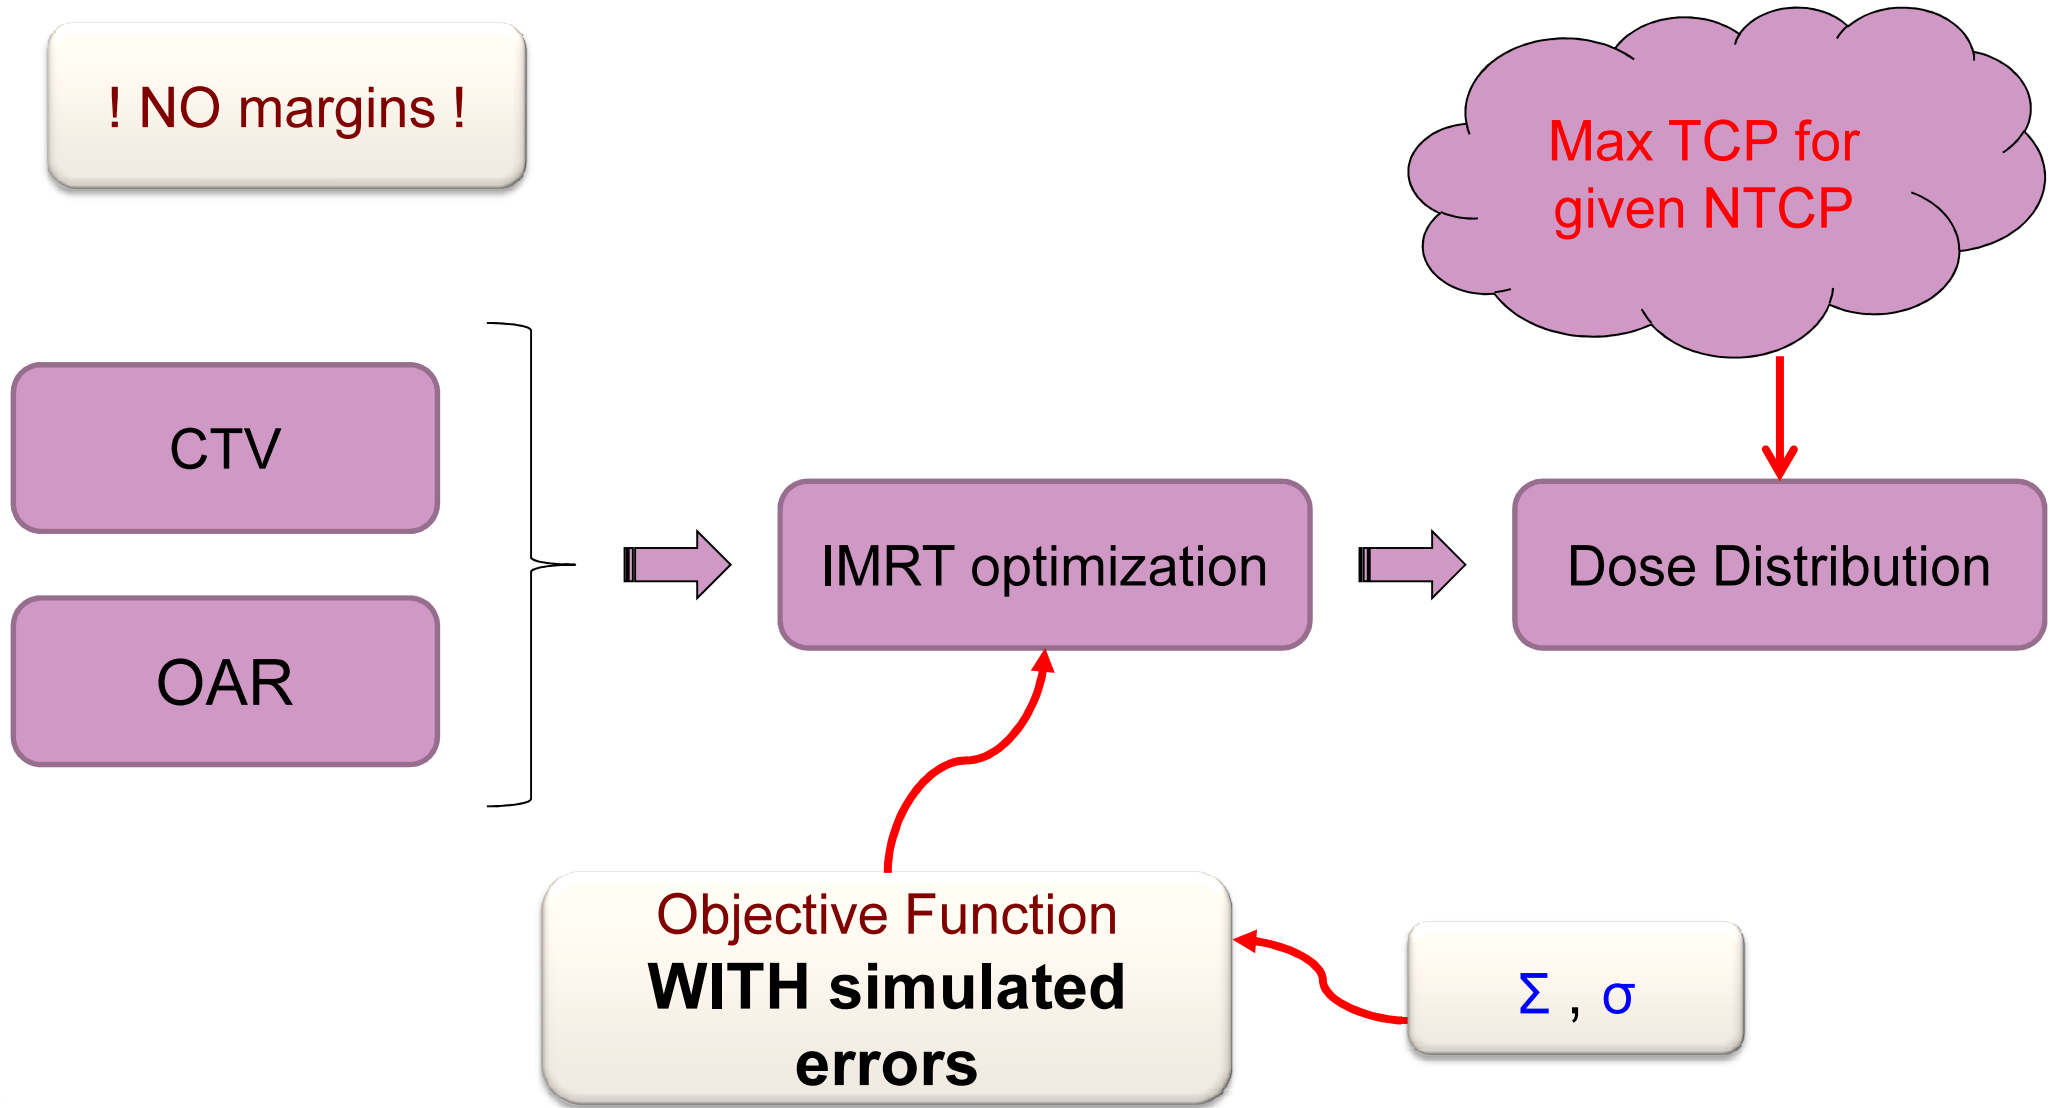 ! NO margins !
Max TCP for
given NTCP
CTV
OAR
IMRT optimization
Dose Distribution
Objective Function
WITH simulated
errors
Σ , σ